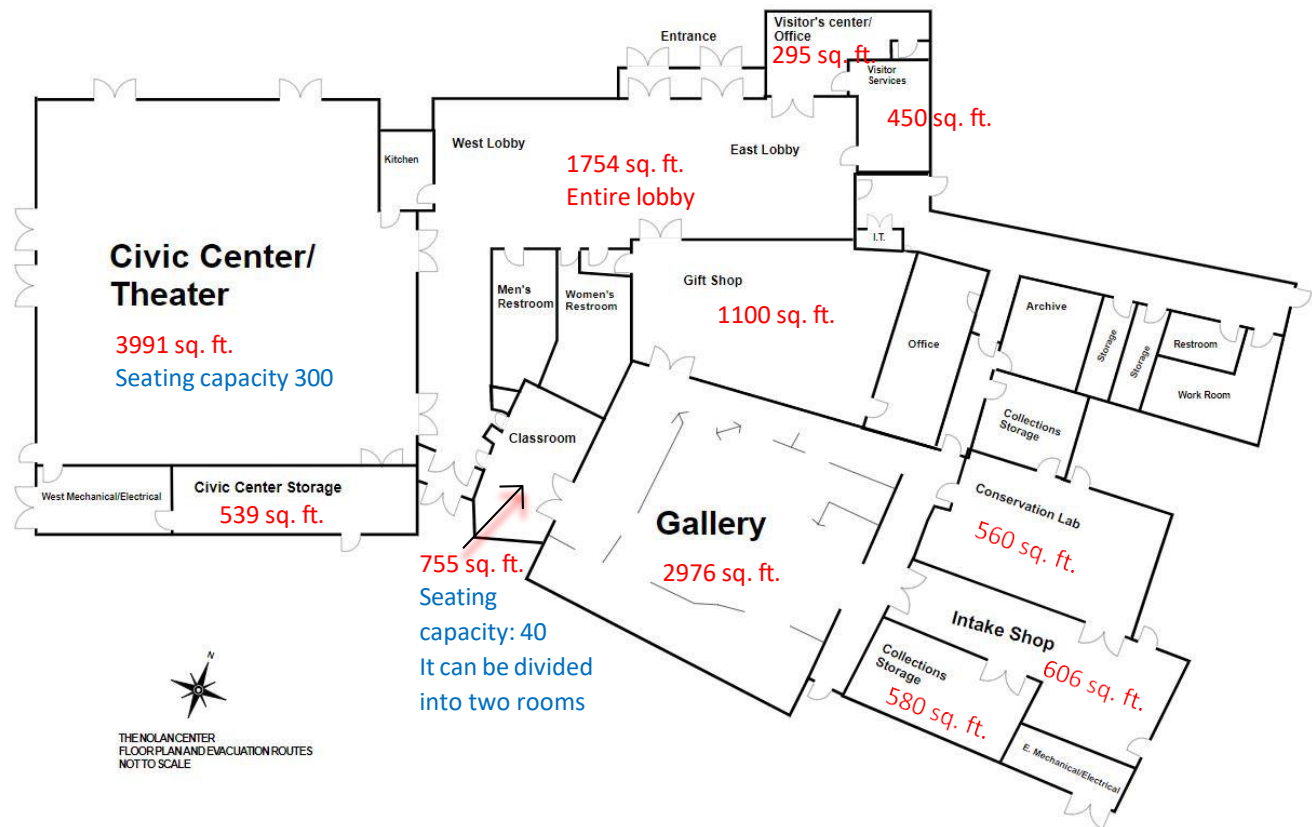 Visitor's center/
Office
295 sq. ft.
Entrance
Visitor
Services
450 sq. ft.
West Lobby
East Lobby
1754 sq. ft.
Entire lobby
Kitchen
I.T.
Civic Center/
Theater
3991 sq. ft.
Seating capacity 300
Men's
Restroom
Women's
Restroom
Gift Shop
1100 sq. ft.
Office
Archive
Storage
Storage
Restroom
Work Room
Collections
Storage
Classroom
West Mechanical/Electrical
Civic Center Storage
539 sq. ft.
755 sq. ft.
Seating
capacity: 40
It can be divided
into two rooms
Gallery
2976 sq. ft.
Conservation Lab
560 sq. ft.
Intake Shop
606 sq. ft.
Collections
Storage
580 sq. ft.
E. Mechanical/Electrical
N
THE NOLAN CENTER
FLOOR PLAN AND EVACUATION ROUTES
NOT TO SCALE